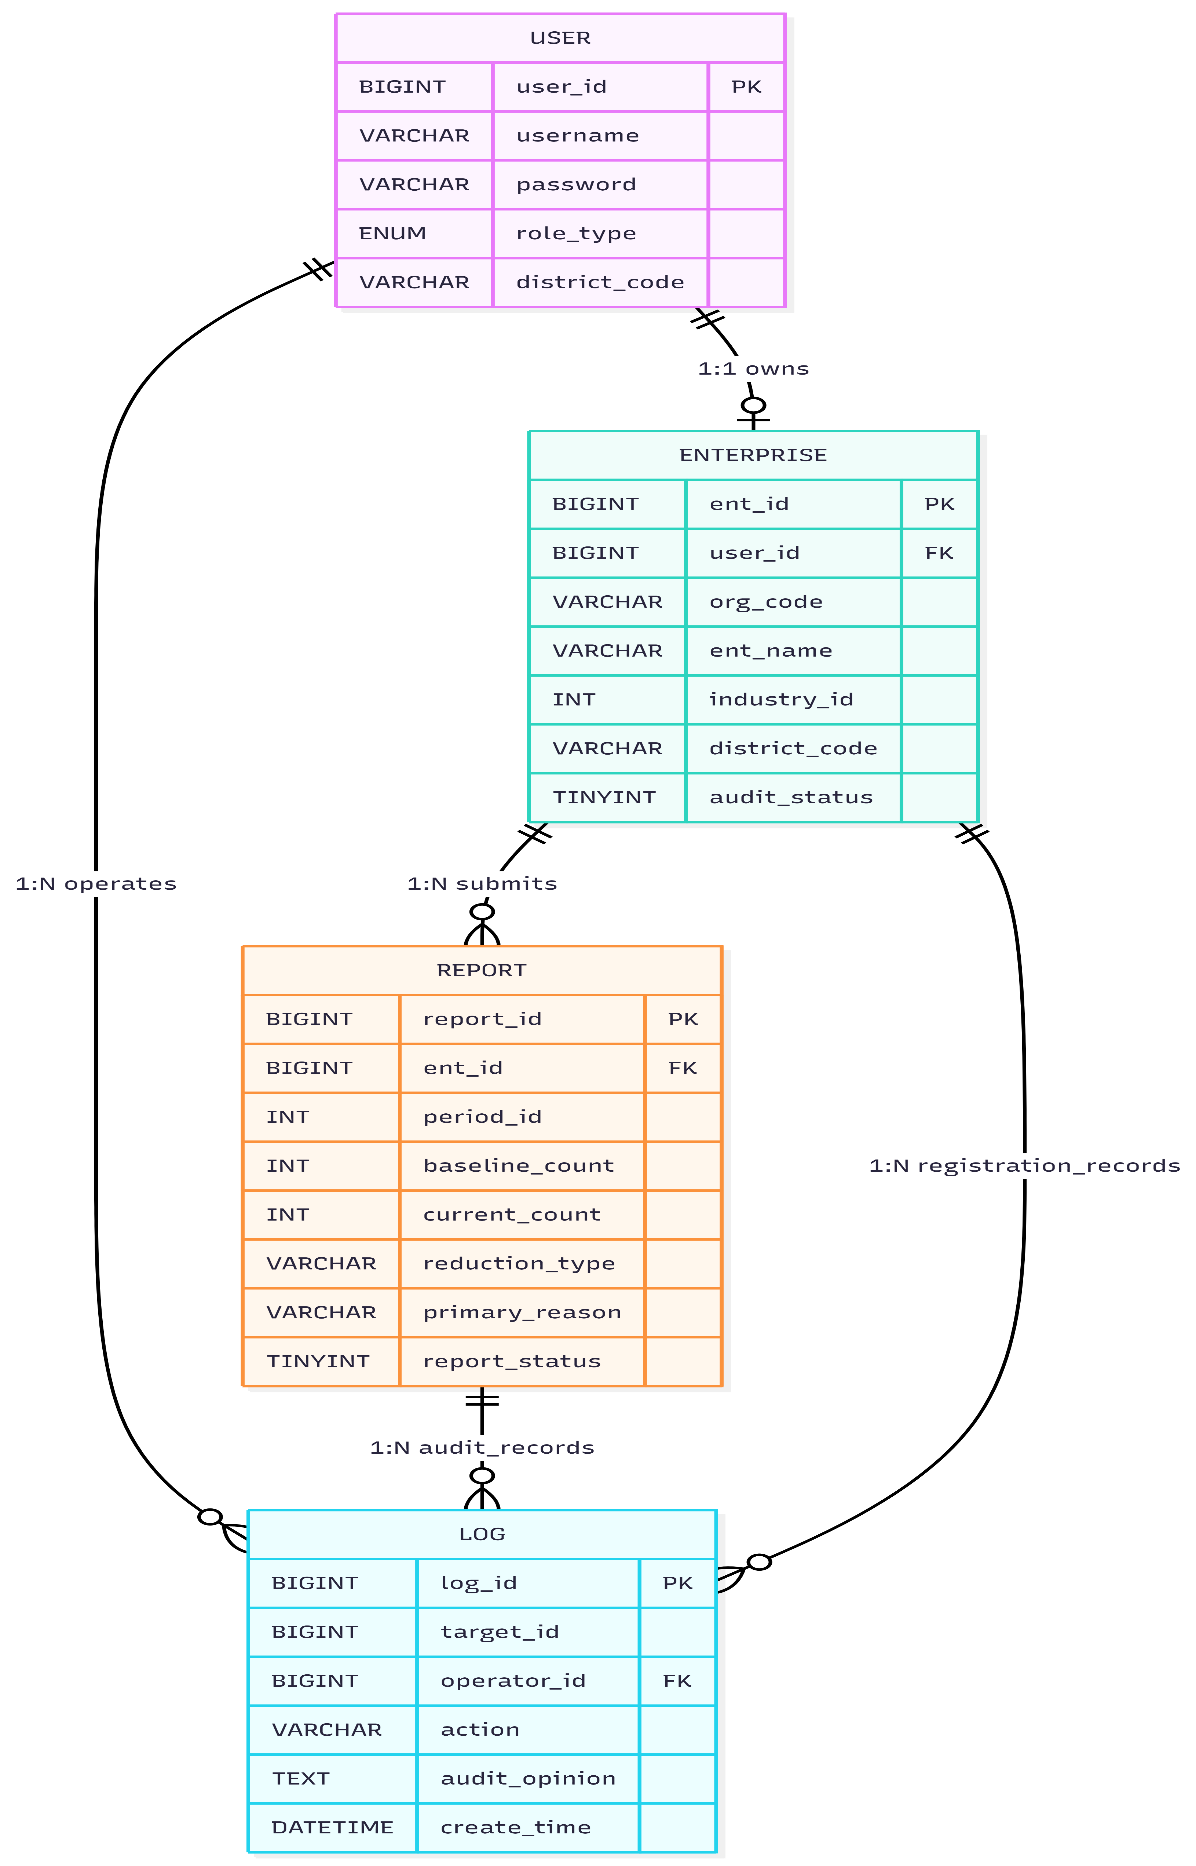 USER
BIGINT user_id PK
VARCHAR username
VARCHAR password
ENUM role_type
VARCHAR district_code
1:1 owns
ENTERPRISE
BIGINT ent_id PK
BIGINT user_id FK
VARCHAR org_code
VARCHAR ent_name
INT industry_id
VARCHAR district_code
TINYINT audit_status
1:N operates
1:N submits
REPORT
BIGINT report_id PK
BIGINT ent_id FK
INT period_id
INT baseline_count
1:N registration_records
INT current_count
VARCHAR reduction_type
VARCHAR primary_reason
TINYINT report_status
1:N audit_records
LOG
BIGINT log_id PK
BIGINT target_id
BIGINT operator_id FK
VARCHAR action
TEXT audit_opinion
DATETIME create_time